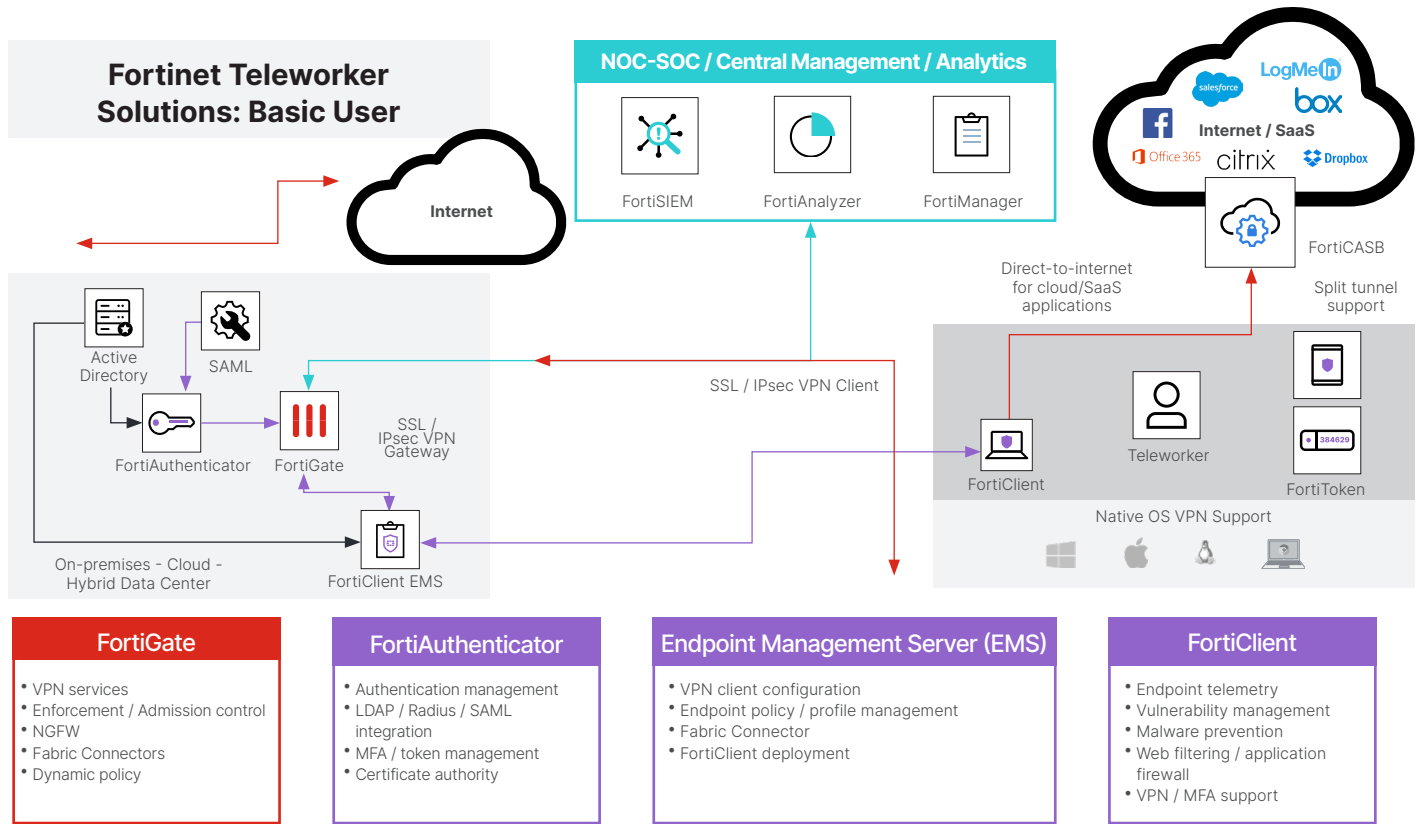 Fortinet Teleworker
Solutions: Basic User
Internet
NOC-SOC / Central Management / Analytics
FortiSIEM
FortiAnalyzer
FortiManager
LogMeIn
salesforce
box
Internet / SaaS
Office 365
citrix
Dropbox
FortiCASB
Direct-to-internet
for cloud/SaaS
applications
Split tunnel
support
Active
Directory
SAML
FortiAuthenticator
FortiGate
SSL /
IPsec VPN
Gateway
SSL / IPsec VPN Client
On-premises - Cloud -
Hybrid Data Center
FortiClient EMS
FortiClient
Teleworker
384629
FortiToken
Native OS VPN Support
FortiGate
• VPN services
• Enforcement / Admission control
• NGFW
• Fabric Connectors
• Dynamic policy
FortiAuthenticator
• Authentication management
• LDAP / Radius / SAML
integration
• MFA / token management
• Certificate authority
Endpoint Management Server (EMS)
• VPN client configuration
• Endpoint policy / profile management
• Fabric Connector
• FortiClient deployment
FortiClient
• Endpoint telemetry
• Vulnerability management
• Malware prevention
• Web filtering / application
firewall
• VPN / MFA support